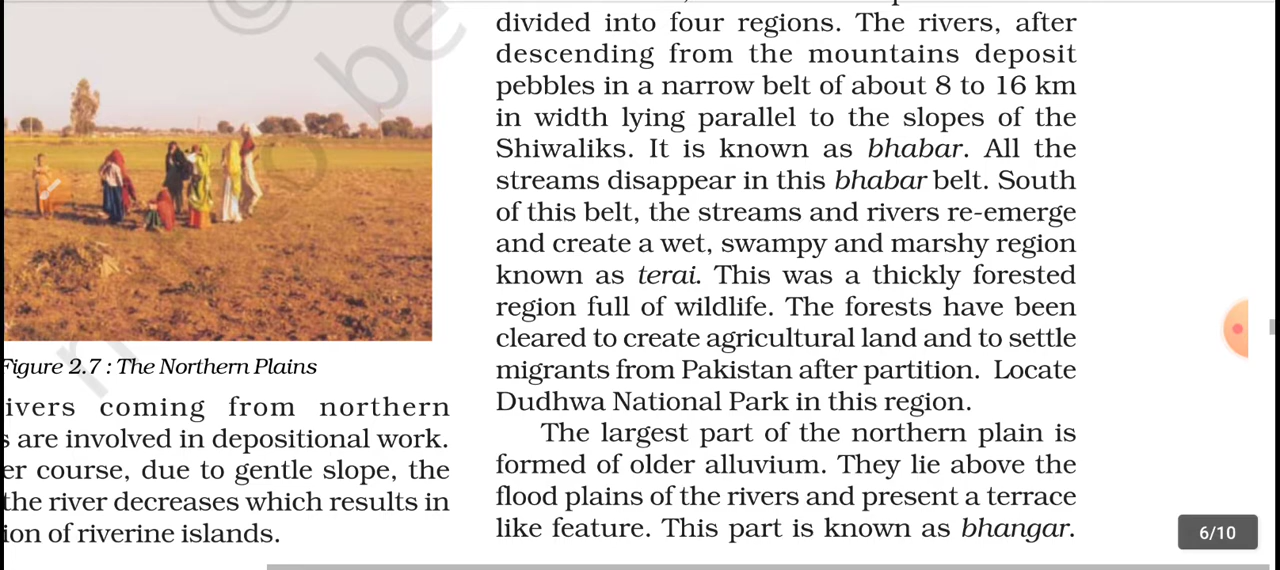 divided into four regions. The rivers, after
descending from the mountains deposit
pebbles in a narrow belt of about 8 to 16 km
in width lying parallel to the slopes of the
Shiwaliks. It is known as bhabar. All the
streams disappear in this bhabar belt. South
of this belt, the streams and rivers re-emerge
and create a wet, swampy and marshy region
known as terai. This was a thickly forested
region full of wildlife. The forests have been
cleared to create agricultural land and to settle
migrants from Pakistan after partition. Locate
Dudhwa National Park in this region.
The largest part of the northern plain is
formed of older alluvium. They lie above the
flood plains of the rivers and present a terrace
like feature. This part is known as bhangar.
Figure 2.7 : The Northern Plains
ivers coming from northern
s are involved in depositional work.
er course, due to gentle slope, the
the river decreases which results in
ion of riverine islands.
©
be
6/10